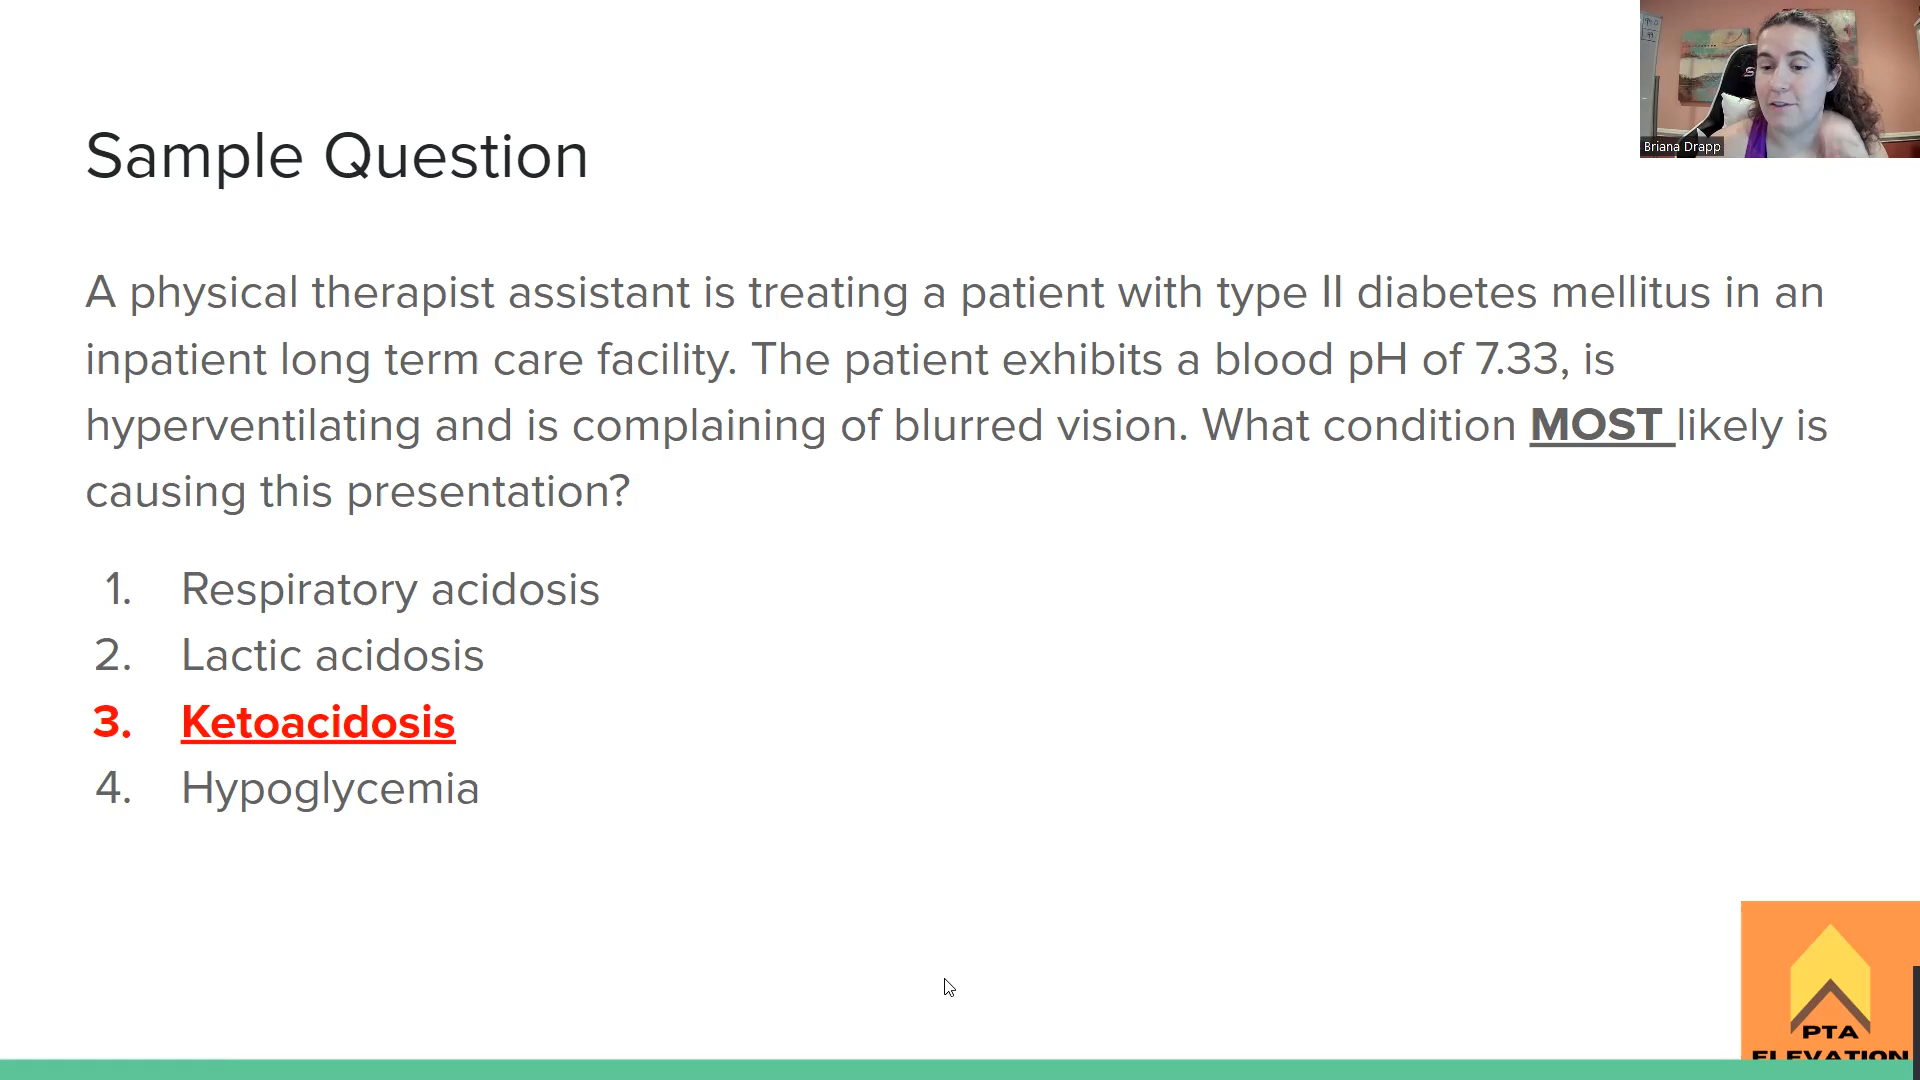 Sample Question
Briana Drapp
A physical therapist assistant is treating a patient with type II diabetes mellitus in an
inpatient long term care facility. The patient exhibits a blood pH of 7.33, is
hyperventilating and is complaining of blurred vision. What condition MOST likely is
causing this presentation?
1. Respiratory acidosis
2. Lactic acidosis
3. Ketoacidosis
4. Hypoglycemia
PTA
ELEVATION